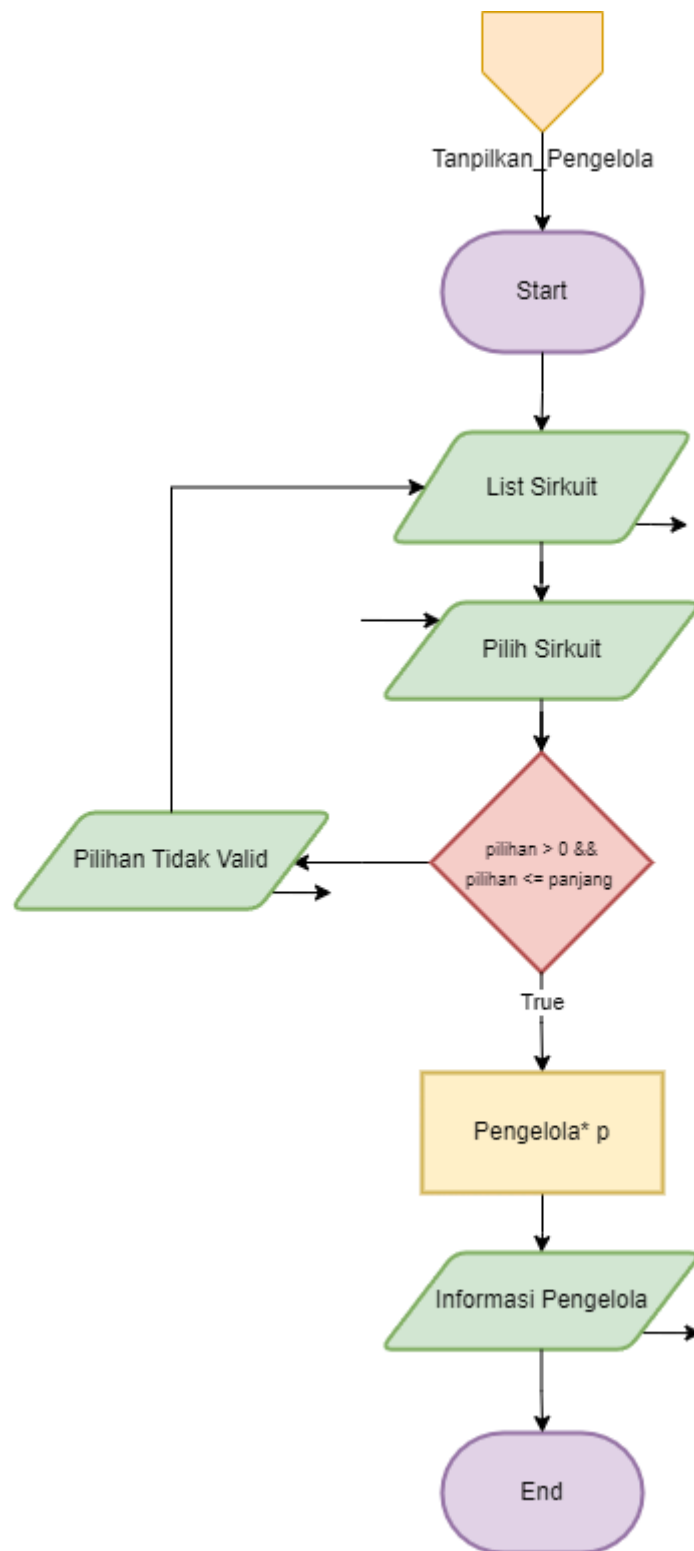 Tanpilkan_Pengelola
Start
List Sirkuit
Pilih Sirkuit
pilihan > 0 &&
pilihan <= panjang
Pilihan Tidak Valid
True
Pengelola* p
Informasi Pengelola
End